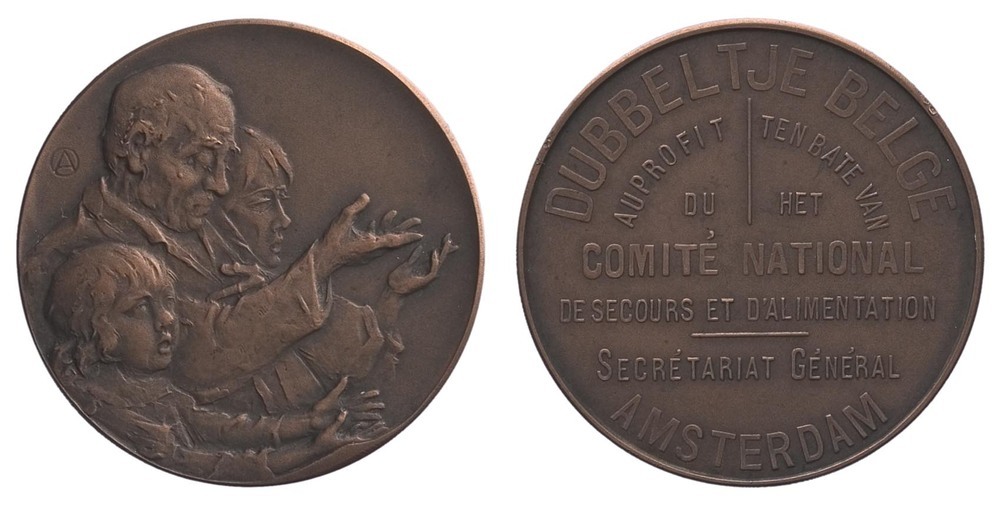 A
DUBBELTJE BELGE
AU PROFIT
DU
TEN BATE VAN
HET
COMITÉ NATIONAL
DE SECOURS ET D'ALIMENTATION
SECRÉTARIAT GÉNÉRAL
AMSTERDAM